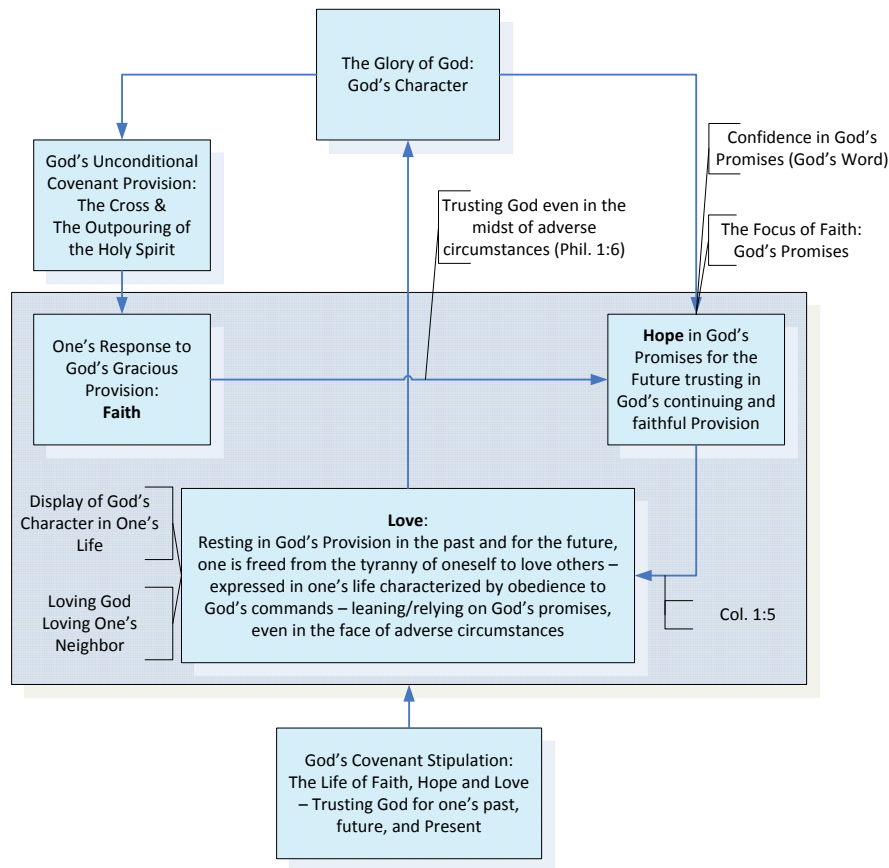 The Glory of God:
God's Character
God's Unconditional
Covenant Provision:
The Cross &
The Outpouring of
the Holy Spirit
Trusting God even in the
midst of adverse
circumstances (Phil. 1:6)
Confidence in God's
Promises (God's Word)
The Focus of Faith:
God's Promises
One's Response to
God's Gracious
Provision:
Faith
Hope in God's
Promises for the
Future trusting in
God's continuing and
faithful Provision
Display of God's
Character in One's
Life
Loving God
Loving One's
Neighbor
Love:
Resting in God's Provision in the past and for the future,
one is freed from the tyranny of oneself to love others –
expressed in one's life characterized by obedience to
God's commands – leaning/relying on God's promises,
even in the face of adverse circumstances
Col. 1:5
God's Covenant Stipulation:
The Life of Faith, Hope and Love
– Trusting God for one's past,
future, and Present